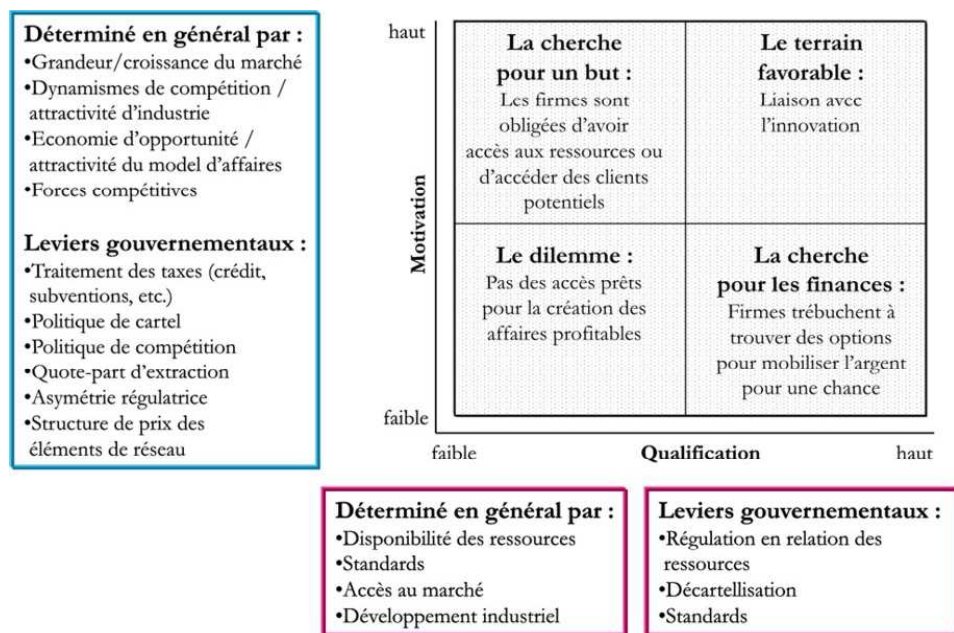 Déterminé en général par :
•Grandeur/croissance du marché
•Dynamismes de compétition /
attractivité d'industrie
•Economie d'opportunité /
attractivité du model d'affaires
•Forces compétitives
Leviers gouvernementaux :
•Traitement des taxes (crédit,
subventions, etc.)
•Politique de cartel
•Politique de compétition
•Quote-part d'extraction
•Asymétrie régulatrice
•Structure de prix des
éléments de réseau
haut
Motivation
faible
La cherche
pour un but :
Les firmes sont
obligées d'avoir
accès aux ressources ou
d'accéder des clients
potentiels
Le terrain
favorable :
Liaison avec
l'innovation
Le dilemme :
Pas des accès prêts
pour la création des
affaires profitables
La cherche
pour les finances :
Firmes trébuchent à
trouver des options
pour mobiliser l'argent
pour une chance
faible
Qualification
haut
Déterminé en général par :
•Disponibilité des ressources
•Standards
•Accès au marché
•Développement industriel
Leviers gouvernementaux :
•Régulation en relation des
ressources
•Décartellisation
•Standards